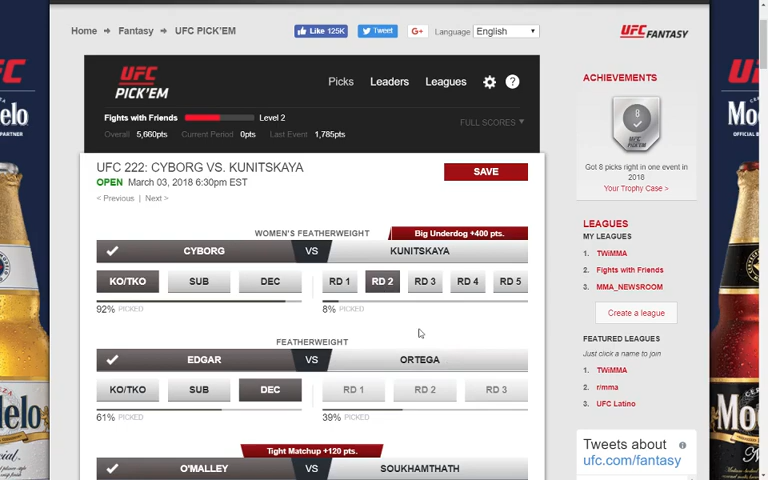 Home → Fantasy → UFC PICK'EM
Like 125K
Tweet
G+
Language English
UFC FANTASY
UFC
PICK'EM
Picks Leaders Leagues ?
Fights with Friends Level 2
Overall 5,660pts Current Period 0pts Last Event 1,785pts
FULL SCORES
UFC 222: CYBORG VS. KUNITSKAYA
OPEN March 03, 2018 6:30pm EST
< Previous | Next >
SAVE
WOMEN'S FEATHERWEIGHT Big Underdog +400 pts.
CYBORG VS KUNITSKAYA
KO/TKO SUB DEC RD 1 RD 2 RD 3 RD 4 RD 5
92% PICKED 8% PICKED
FEATHERWEIGHT
EDGAR VS ORTEGA
KO/TKO SUB DEC RD 1 RD 2 RD 3
61% PICKED 39% PICKED
Tight Matchup +120 pts.
O'MALLEY VS SOUKHAMTHATH
ACHIEVEMENTS
8
Got 8 picks right in one event in
2018
Your Trophy Case >
LEAGUES
MY LEAGUES
1. TWiMMA
2. Fights with Friends
3. MMA_NEWSROOM
Create a league
FEATURED LEAGUES
Just click a name to join
1. TWiMMA
2. r/mma
3. UFC Latino
Tweets about
ufc.com/fantasy